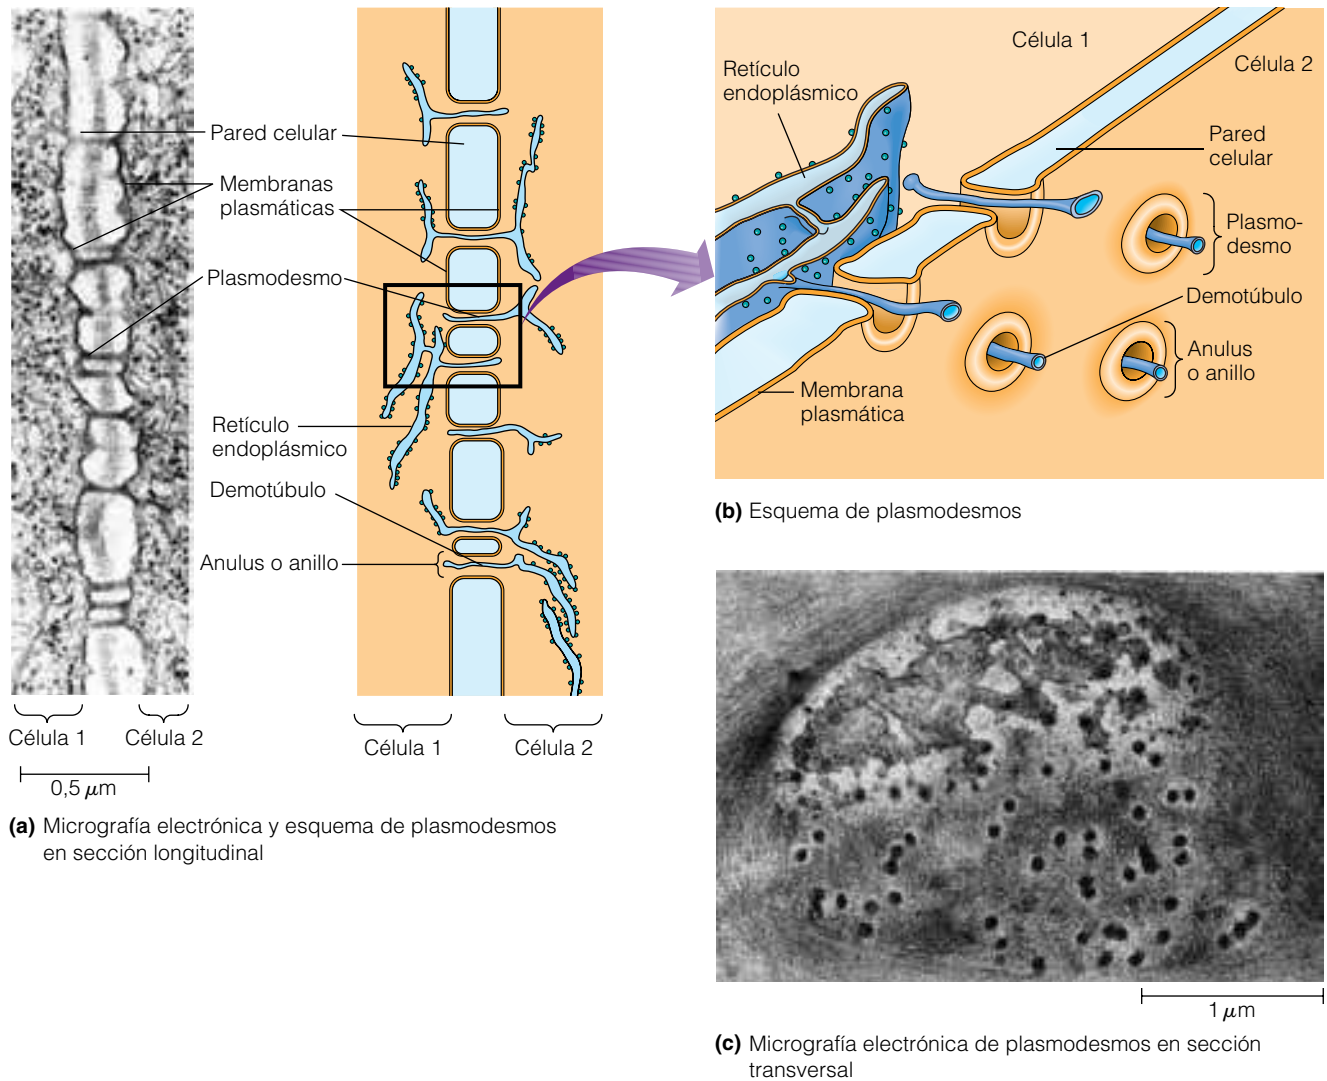 Pared celular
Membranas
plasmáticas
Plasmodesmo
Retículo
endoplásmico
Demotúbulo
Anulus o anillo
Célula 1
Célula 2
Célula 1
Célula 2
0,5 μm
(a) Micrografía electrónica y esquema de plasmodesmos
en sección longitudinal
Célula 1
Célula 2
Retículo
endoplásmico
Pared
celular
Plasmo-
desmo
Demotúbulo
Anulus
o anillo
Membrana
plasmática
(b) Esquema de plasmodesmos
1 μm
(c) Micrografía electrónica de plasmodesmos en sección
transversal